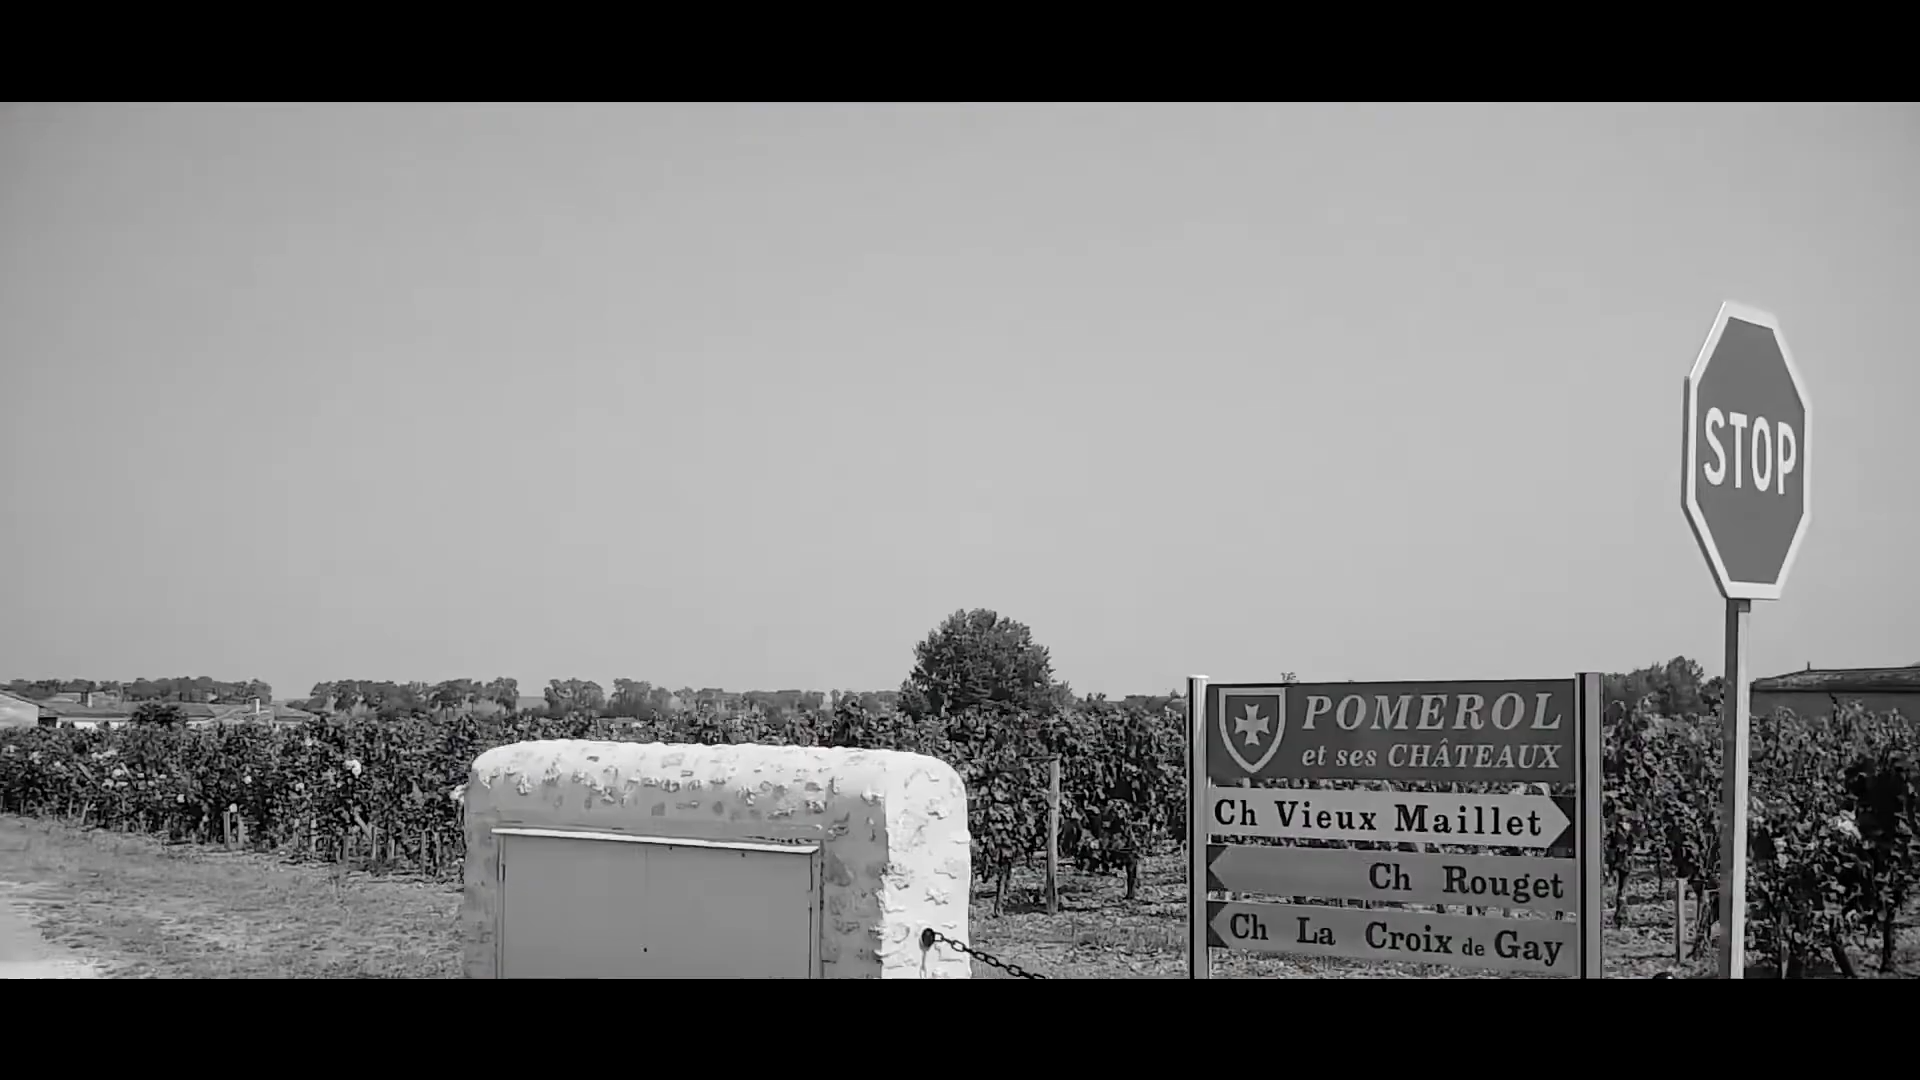 STOP
POMEROL
et ses CHÂTEAUX
Ch Vieux Maillet
Ch Rouget
Ch La Croix de Gay